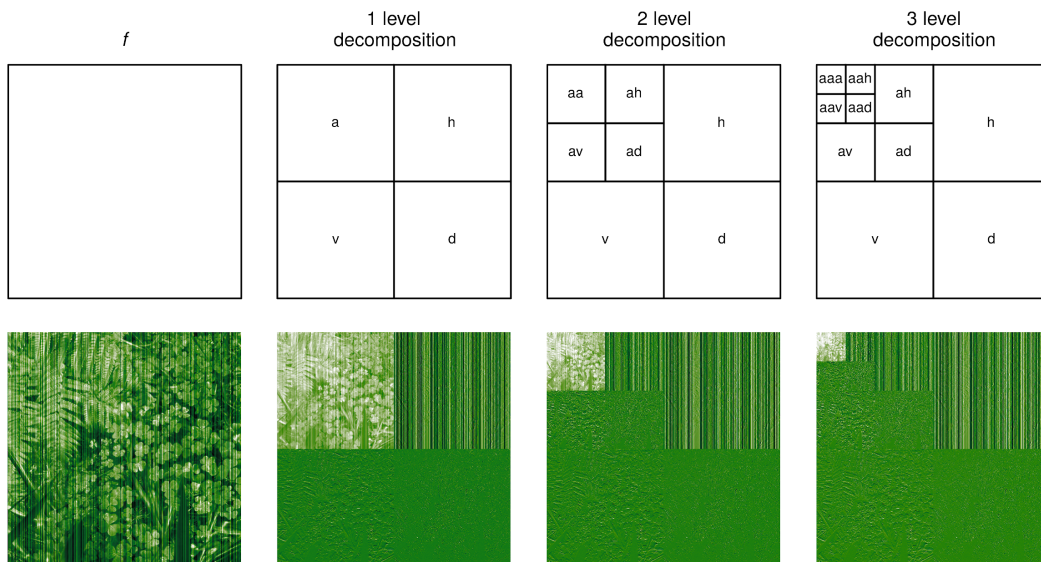 f
1 level
decomposition
2 level
decomposition
3 level
decomposition
a
h
v
d
aa
ah
av
ad
h
v
d
aaa
aah
aav
aad
ah
av
ad
h
v
d